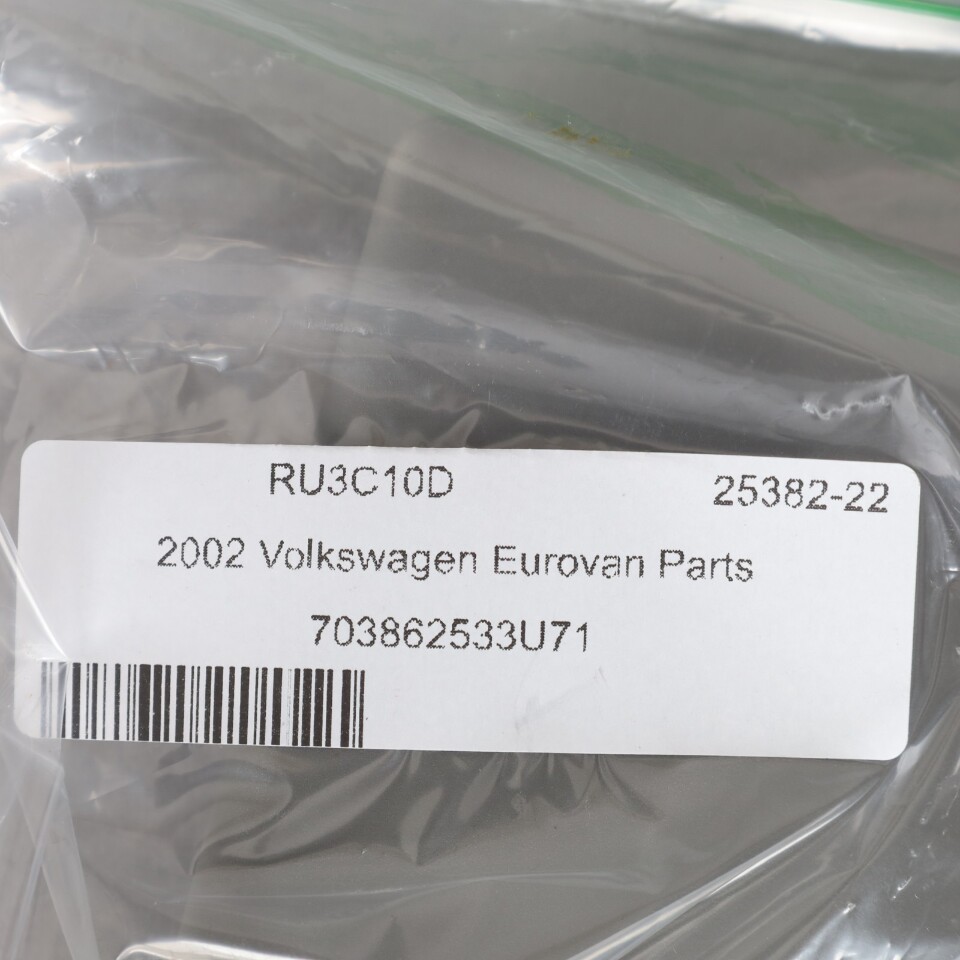 RU3C10D 25382-22
2002 Volkswagen Eurovan Parts
703862533U71